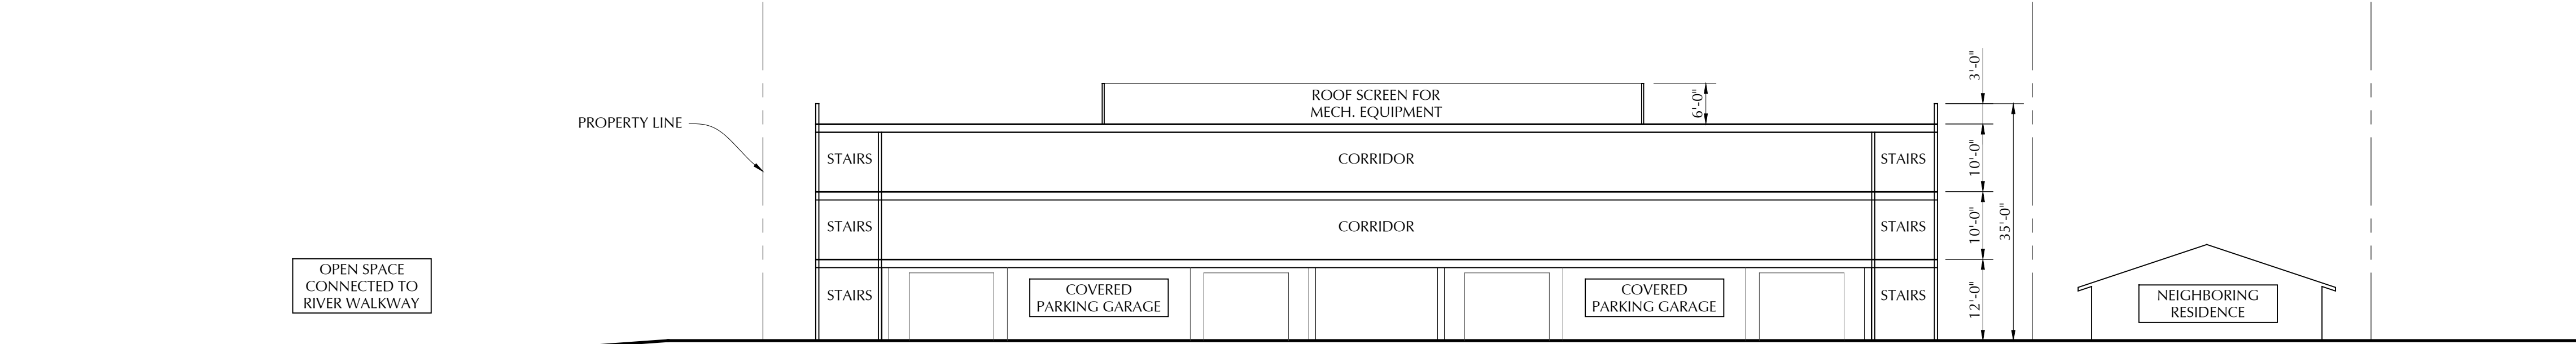 3'-0"
ROOF SCREEN FOR
MECH. EQUIPMENT
6'-0"
PROPERTY LINE
STAIRS
CORRIDOR
STAIRS
10'-0"
STAIRS
CORRIDOR
STAIRS
10'-0"
35'-0"
OPEN SPACE
CONNECTED TO
RIVER WALKWAY
STAIRS
COVERED
PARKING GARAGE
COVERED
PARKING GARAGE
STAIRS
12'-0"
NEIGHBORING
RESIDENCE